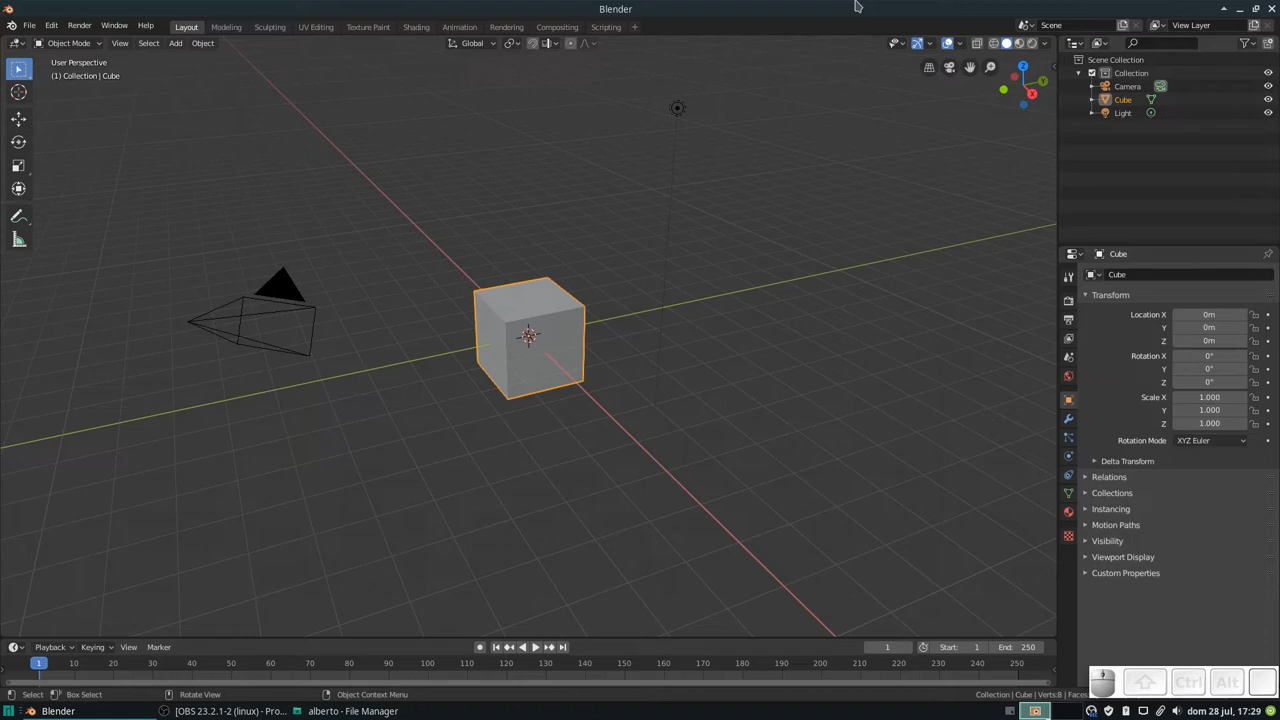 Blender
File Edit Render Window Help Layout Modeling Sculpting UV Editing Texture Paint Shading Animation Rendering Compositing Scripting + Scene View Layer
Object Mode View Select Add Object Global
User Perspective
(1) Collection | Cube
Z
Y
X
Scene Collection
Collection
Camera
Cube
Light
Cube
Cube
Transform
Location X 0m
Y 0m
Z 0m
Rotation X 0°
Y 0°
Z 0°
Scale X 1.000
Y 1.000
Z 1.000
Rotation Mode XYZ Euler
Delta Transform
Relations
Collections
Instancing
Motion Paths
Visibility
Viewport Display
Custom Properties
Playback Keying View Marker 1 Start: 1 End: 250
1 10 20 30 40 50 60 70 80 90 100 110 120 130 140 150 160 170 180 190 200 210 220 230 240 250
Shift Ctrl Alt
Select Box Select Rotate View Object Context Menu Collection | Cube | Verts:8 | Faces
Blender [OBS 23.2.1-2 (linux) - Pro... alberto - File Manager dom 28 jul, 17:29